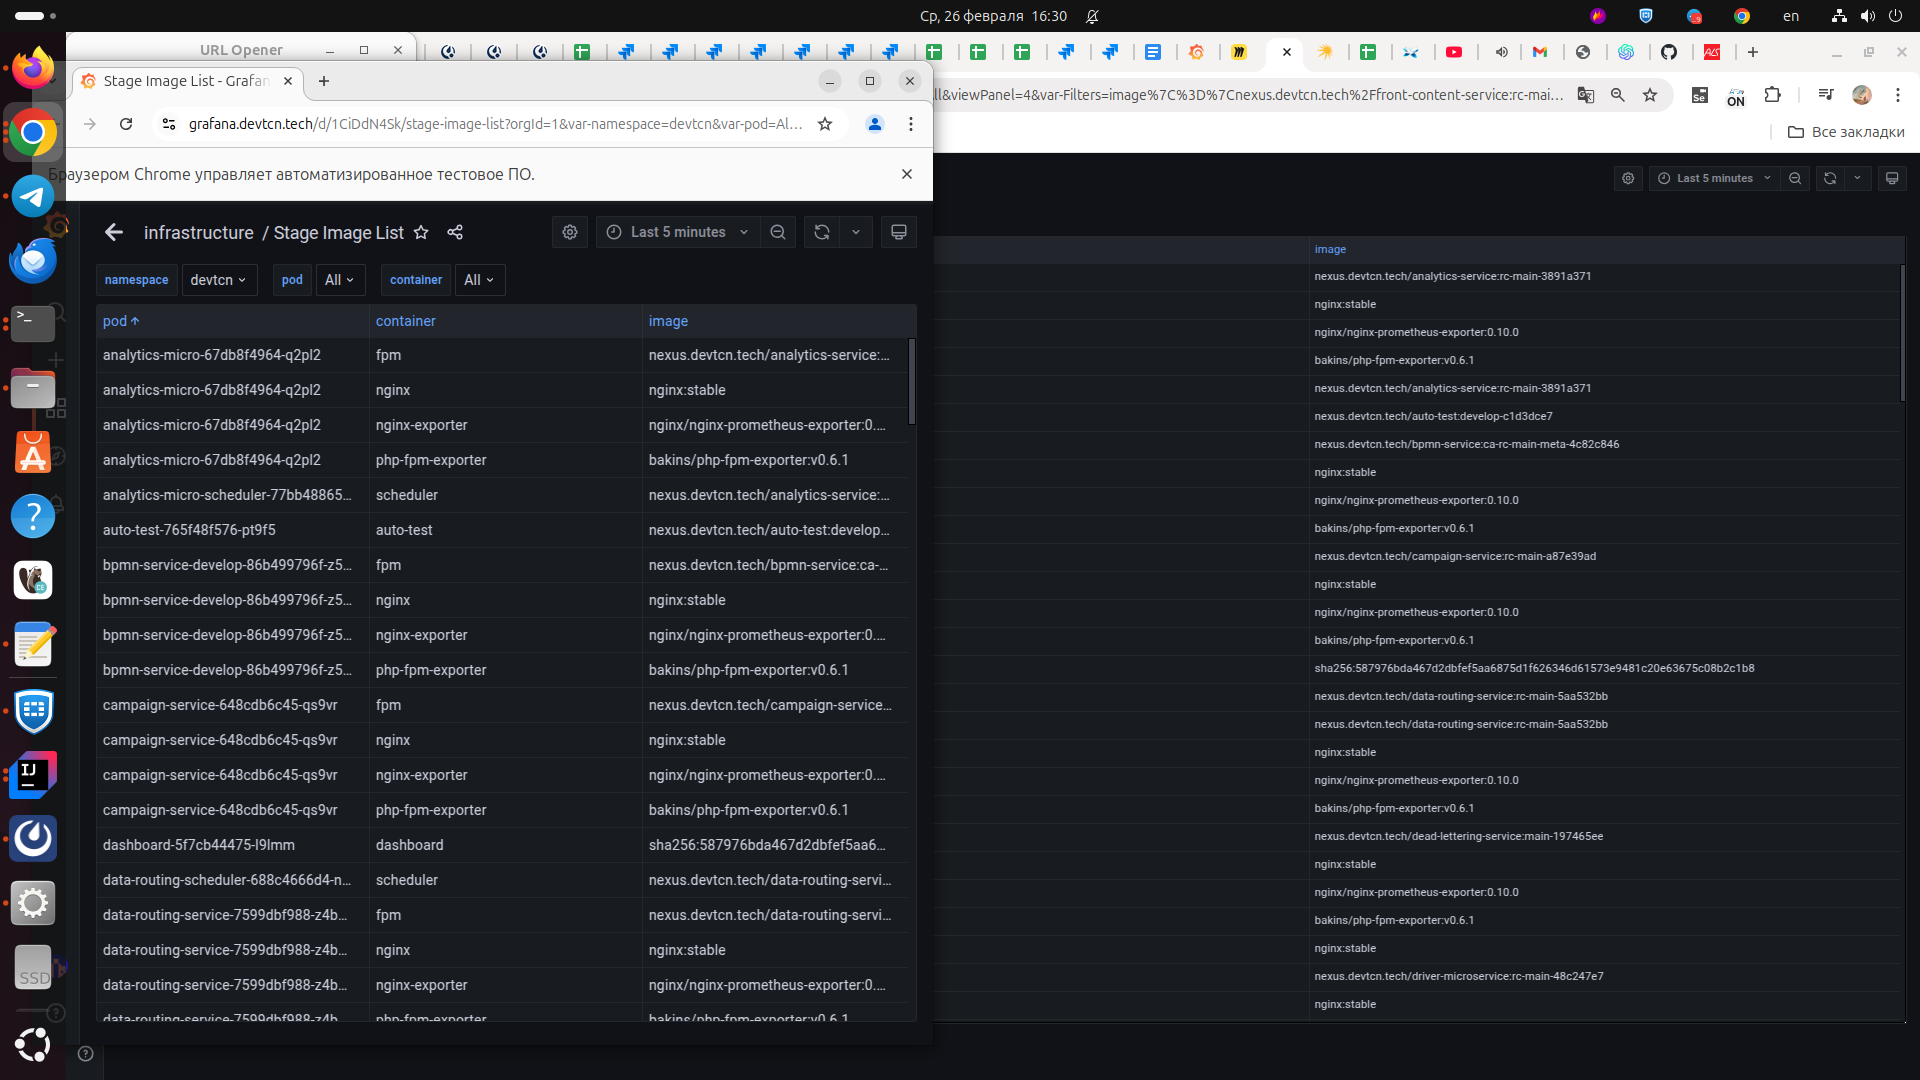 Ср, 26 февраля 16:30
en
URL Opener
Stage Image List - Grafan
grafana.devtcn.tech/d/1CiDdN4Sk/stage-image-list?orgId=1&var-namespace=devtcn&var-pod=Al...
ll&viewPanel=4&var-Filters=image%7C%3D%7Cnexus.devtcn.tech%2Ffront-content-service:rc-mai...
ON
Все закладки
Браузером Chrome управляет автоматизированное тестовое ПО.
Last 5 minutes
infrastructure / Stage Image List
Last 5 minutes
namespace devtcn pod All container All
pod container image
analytics-micro-67db8f4964-q2pl2 fpm nexus.devtcn.tech/analytics-service:...
analytics-micro-67db8f4964-q2pl2 nginx nginx:stable
analytics-micro-67db8f4964-q2pl2 nginx-exporter nginx/nginx-prometheus-exporter:0....
analytics-micro-67db8f4964-q2pl2 php-fpm-exporter bakins/php-fpm-exporter:v0.6.1
analytics-micro-scheduler-77bb48865... scheduler nexus.devtcn.tech/analytics-service:...
auto-test-765f48f576-pt9f5 auto-test nexus.devtcn.tech/auto-test:develop...
bpmn-service-develop-86b499796f-z5... fpm nexus.devtcn.tech/bpmn-service:ca-...
bpmn-service-develop-86b499796f-z5... nginx nginx:stable
bpmn-service-develop-86b499796f-z5... nginx-exporter nginx/nginx-prometheus-exporter:0....
bpmn-service-develop-86b499796f-z5... php-fpm-exporter bakins/php-fpm-exporter:v0.6.1
campaign-service-648cdb6c45-qs9vr fpm nexus.devtcn.tech/campaign-service...
campaign-service-648cdb6c45-qs9vr nginx nginx:stable
campaign-service-648cdb6c45-qs9vr nginx-exporter nginx/nginx-prometheus-exporter:0....
campaign-service-648cdb6c45-qs9vr php-fpm-exporter bakins/php-fpm-exporter:v0.6.1
dashboard-5f7cb44475-l9lmm dashboard sha256:587976bda467d2dbfef5aa6...
data-routing-scheduler-688c4666d4-n... scheduler nexus.devtcn.tech/data-routing-servi...
data-routing-service-7599dbf988-z4b... fpm nexus.devtcn.tech/data-routing-servi...
data-routing-service-7599dbf988-z4b... nginx nginx:stable
data-routing-service-7599dbf988-z4b... nginx-exporter nginx/nginx-prometheus-exporter:0....
data-routing-service-7599dbf988-z4b... php-fpm-exporter bakins/php-fpm-exporter:v0.6.1
image
nexus.devtcn.tech/analytics-service:rc-main-3891a371
nginx:stable
nginx/nginx-prometheus-exporter:0.10.0
bakins/php-fpm-exporter:v0.6.1
nexus.devtcn.tech/analytics-service:rc-main-3891a371
nexus.devtcn.tech/auto-test:develop-c1d3dce7
nexus.devtcn.tech/bpmn-service:ca-rc-main-meta-4c82c846
nginx:stable
nginx/nginx-prometheus-exporter:0.10.0
bakins/php-fpm-exporter:v0.6.1
nexus.devtcn.tech/campaign-service:rc-main-a87e39ad
nginx:stable
nginx/nginx-prometheus-exporter:0.10.0
bakins/php-fpm-exporter:v0.6.1
sha256:587976bda467d2dbfef5aa6875d1f626346d61573e9481c20e63675c08b2c1b8
nexus.devtcn.tech/data-routing-service:rc-main-5aa532bb
nexus.devtcn.tech/data-routing-service:rc-main-5aa532bb
nginx:stable
nginx/nginx-prometheus-exporter:0.10.0
bakins/php-fpm-exporter:v0.6.1
nexus.devtcn.tech/dead-lettering-service:main-197465ee
nginx:stable
nginx/nginx-prometheus-exporter:0.10.0
bakins/php-fpm-exporter:v0.6.1
nginx:stable
nexus.devtcn.tech/driver-microservice:rc-main-48c247e7
nginx:stable
SSD